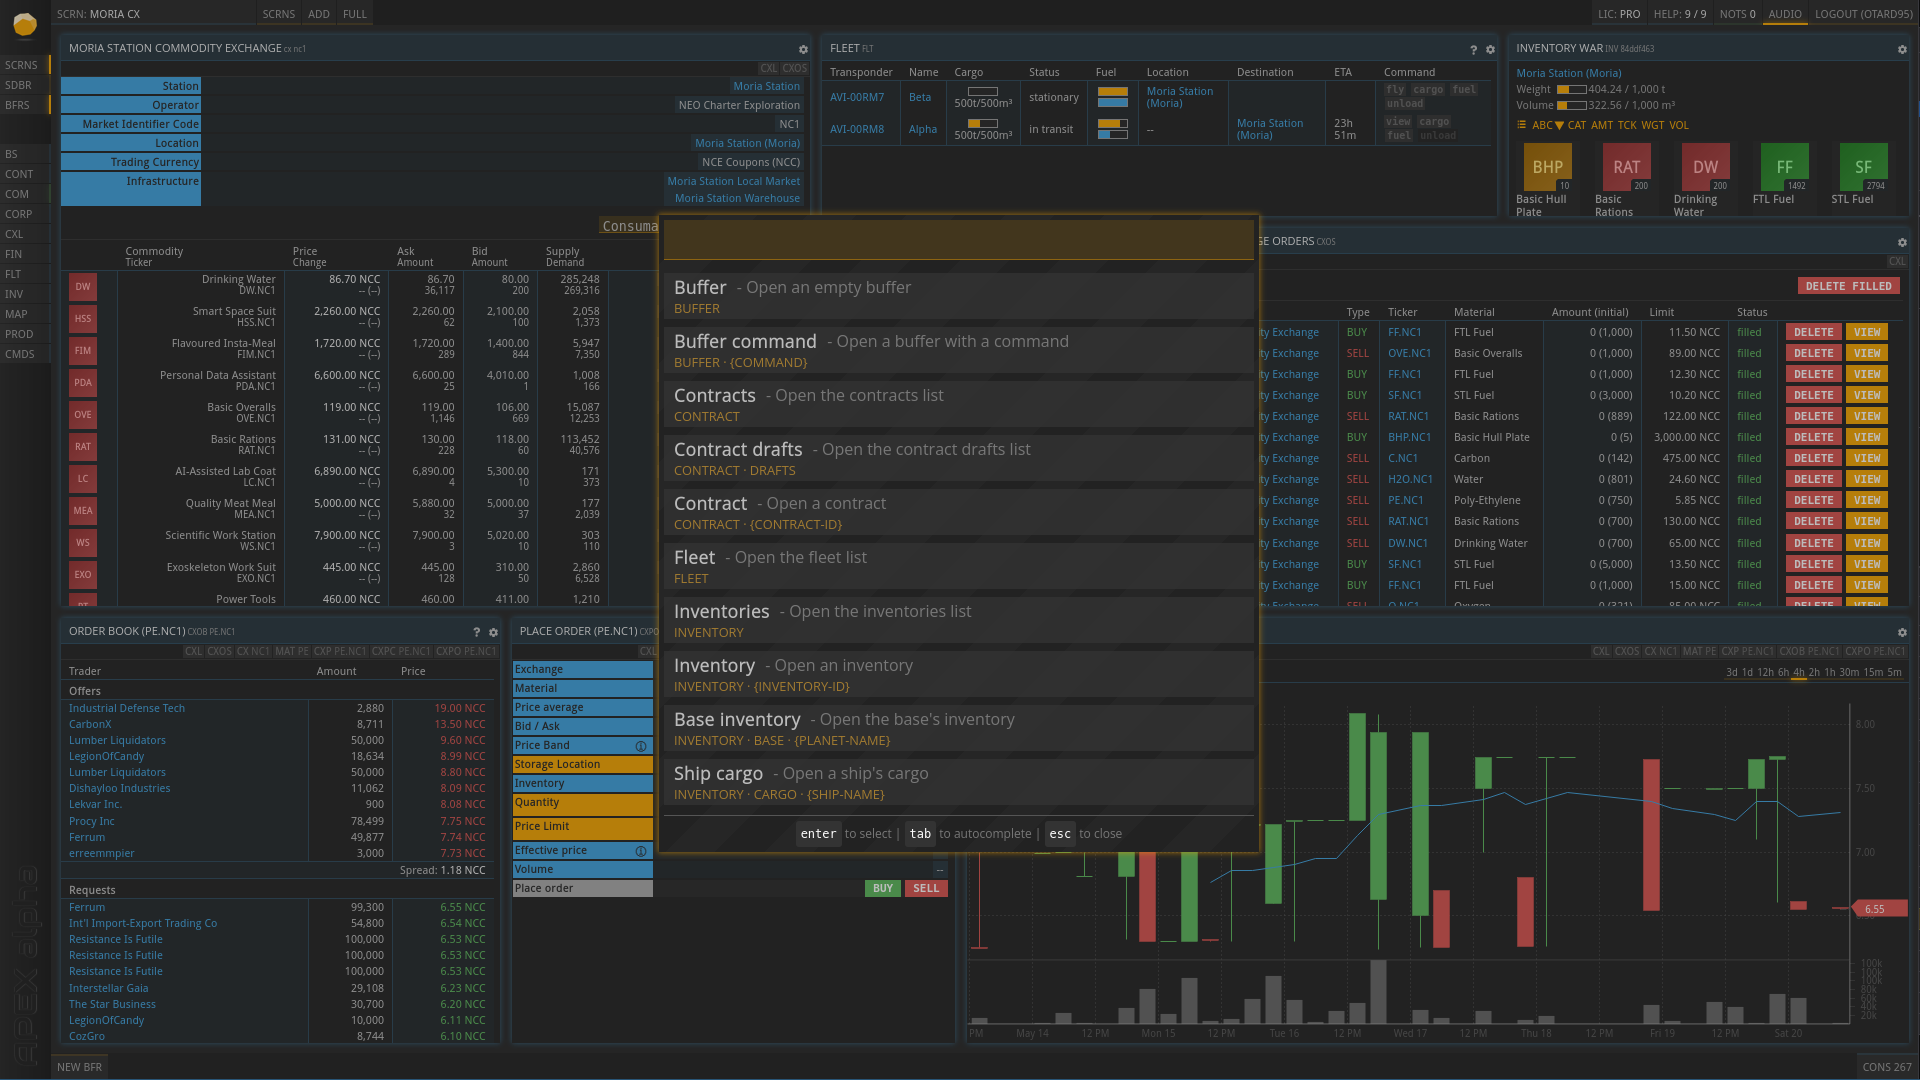 SCRN: MORIA CX
SCRNS
ADD
FULL
LIC: PRO
HELP: 9 / 9
NOTS 0
AUDIO
LOGOUT (OTARD95)
SCRNS
SDBR
BFRS
BS
CONT
COM
CORP
CXL
FIN
FLT
INV
MAP
PROD
CMDS
MORIA STATION COMMODITY EXCHANGE cx nc1
CXL CXOS
Station Moria Station
Operator NEO Charter Exploration
Market Identifier Code NC1
Location Moria Station (Moria)
Trading Currency NCE Coupons (NCC)
Infrastructure Moria Station Local Market
Moria Station Warehouse
Consuma
Commodity Price Ask Bid Supply
Ticker Change Amount Amount Demand
DW Drinking Water 86.70 NCC 86.70 80.00 285,248
DW.NC1 -- (--) 36,117 200 269,316
HSS Smart Space Suit 2,260.00 NCC 2,260.00 2,100.00 2,058
HSS.NC1 -- (--) 62 100 1,373
FIM Flavoured Insta-Meal 1,720.00 NCC 1,720.00 1,400.00 5,947
FIM.NC1 -- (--) 289 844 7,350
PDA Personal Data Assistant 6,600.00 NCC 6,600.00 4,010.00 1,008
PDA.NC1 -- (--) 25 1 166
OVE Basic Overalls 119.00 NCC 119.00 106.00 15,087
OVE.NC1 -- (--) 1,146 669 12,253
RAT Basic Rations 131.00 NCC 130.00 118.00 113,452
RAT.NC1 -- (--) 228 60 40,576
LC AI-Assisted Lab Coat 6,890.00 NCC 6,890.00 5,300.00 171
LC.NC1 -- (--) 4 10 373
MEA Quality Meat Meal 5,000.00 NCC 5,880.00 5,000.00 177
MEA.NC1 -- (--) 32 37 2,039
WS Scientific Work Station 7,900.00 NCC 7,900.00 5,020.00 303
WS.NC1 -- (--) 3 10 110
EXO Exoskeleton Work Suit 445.00 NCC 445.00 310.00 2,860
EXO.NC1 -- (--) 128 50 6,528
Power Tools 460.00 NCC 460.00 411.00 1,210
FLEET FLT
?
Transponder Name Cargo Status Fuel Location Destination ETA Command
AVI-00RM7 Beta 500t/500m³ stationary Moria Station (Moria) fly cargo fuel unload
AVI-00RM8 Alpha 500t/500m³ in transit -- Moria Station (Moria) 23h 51m view cargo fuel unload
INVENTORY WAR INV 84ddf463
Moria Station (Moria)
Weight 404.24 / 1,000 t
Volume 322.56 / 1,000 m³
ABC CAT AMT TCK WGT VOL
BHP RAT DW FF SF
10 200 200 1492 2794
Basic Hull Plate
Basic Rations
Drinking Water
FTL Fuel
STL Fuel
GE ORDERS CXOS
CXL
DELETE FILLED
Type Ticker Material Amount (initial) Limit Status
ty Exchange BUY FF.NC1 FTL Fuel 0 (1,000) 11.50 NCC filled DELETE VIEW
ty Exchange SELL OVE.NC1 Basic Overalls 0 (1,000) 89.00 NCC filled DELETE VIEW
ty Exchange BUY FF.NC1 FTL Fuel 0 (1,000) 12.30 NCC filled DELETE VIEW
ty Exchange BUY SF.NC1 STL Fuel 0 (3,000) 10.20 NCC filled DELETE VIEW
ty Exchange SELL RAT.NC1 Basic Rations 0 (889) 122.00 NCC filled DELETE VIEW
ty Exchange BUY BHP.NC1 Basic Hull Plate 0 (5) 3,000.00 NCC filled DELETE VIEW
ty Exchange SELL C.NC1 Carbon 0 (142) 475.00 NCC filled DELETE VIEW
ty Exchange SELL H2O.NC1 Water 0 (801) 24.60 NCC filled DELETE VIEW
ty Exchange SELL PE.NC1 Poly-Ethylene 0 (750) 5.85 NCC filled DELETE VIEW
ty Exchange SELL RAT.NC1 Basic Rations 0 (700) 130.00 NCC filled DELETE VIEW
ty Exchange SELL DW.NC1 Drinking Water 0 (700) 65.00 NCC filled DELETE VIEW
ty Exchange BUY SF.NC1 STL Fuel 0 (5,000) 13.50 NCC filled DELETE VIEW
ty Exchange BUY FF.NC1 FTL Fuel 0 (1,000) 15.00 NCC filled DELETE VIEW
ty Exchange SELL O.NC1 Oxygen 0 (321) 85.00 NCC filled DELETE VIEW
Buffer - Open an empty buffer
BUFFER
Buffer command - Open a buffer with a command
BUFFER · {COMMAND}
Contracts - Open the contracts list
CONTRACT
Contract drafts - Open the contract drafts list
CONTRACT · DRAFTS
Contract - Open a contract
CONTRACT · {CONTRACT-ID}
Fleet - Open the fleet list
FLEET
Inventories - Open the inventories list
INVENTORY
Inventory - Open an inventory
INVENTORY · {INVENTORY-ID}
Base inventory - Open the base's inventory
INVENTORY · BASE · {PLANET-NAME}
Ship cargo - Open a ship's cargo
INVENTORY · CARGO · {SHIP-NAME}
enter to select | tab to autocomplete | esc to close
ORDER BOOK (PE.NC1) CXOB PE.NC1
?
CXL CXOS CX NC1 MAT PE CXP PE.NC1 CXPC PE.NC1 CXPO PE.NC1
Trader Amount Price
Offers
Industrial Defense Tech 2,880 19.00 NCC
CarbonX 8,711 13.50 NCC
Lumber Liquidators 50,000 9.60 NCC
LegionOfCandy 18,634 8.99 NCC
Lumber Liquidators 50,000 8.80 NCC
Dishayloo Industries 11,062 8.09 NCC
Lekvar Inc. 900 8.08 NCC
Procy Inc 78,499 7.75 NCC
Ferrum 49,877 7.74 NCC
erreemmpier 3,000 7.73 NCC
Spread: 1.18 NCC
Requests
Ferrum 99,300 6.55 NCC
Int'l Import-Export Trading Co 54,800 6.54 NCC
Resistance Is Futile 100,000 6.53 NCC
Resistance Is Futile 100,000 6.53 NCC
Resistance Is Futile 100,000 6.53 NCC
Interstellar Gaia 29,108 6.23 NCC
The Star Business 30,700 6.20 NCC
LegionOfCandy 10,000 6.11 NCC
CozGro 8,744 6.10 NCC
PLACE ORDER (PE.NC1) CXPO
CXL
Exchange
Material
Price average
Bid / Ask
Price Band
Storage Location
Inventory
Quantity
Price Limit
Effective price
Volume --
Place order BUY SELL
CXL CXOS CX NC1 MAT PE CXP PE.NC1 CXOB PE.NC1 CXPO PE.NC1
3d 1d 12h 6h 4h 2h 1h 30m 15m 5m
8.00
7.50
7.00
6.55
100k
100k
100k
80k
60k
40k
20k
PM May 14 12 PM Mon 15 12 PM Tue 16 12 PM Wed 17 12 PM Thu 18 12 PM Fri 19 12 PM Sat 20
NEW BFR
CONS 267